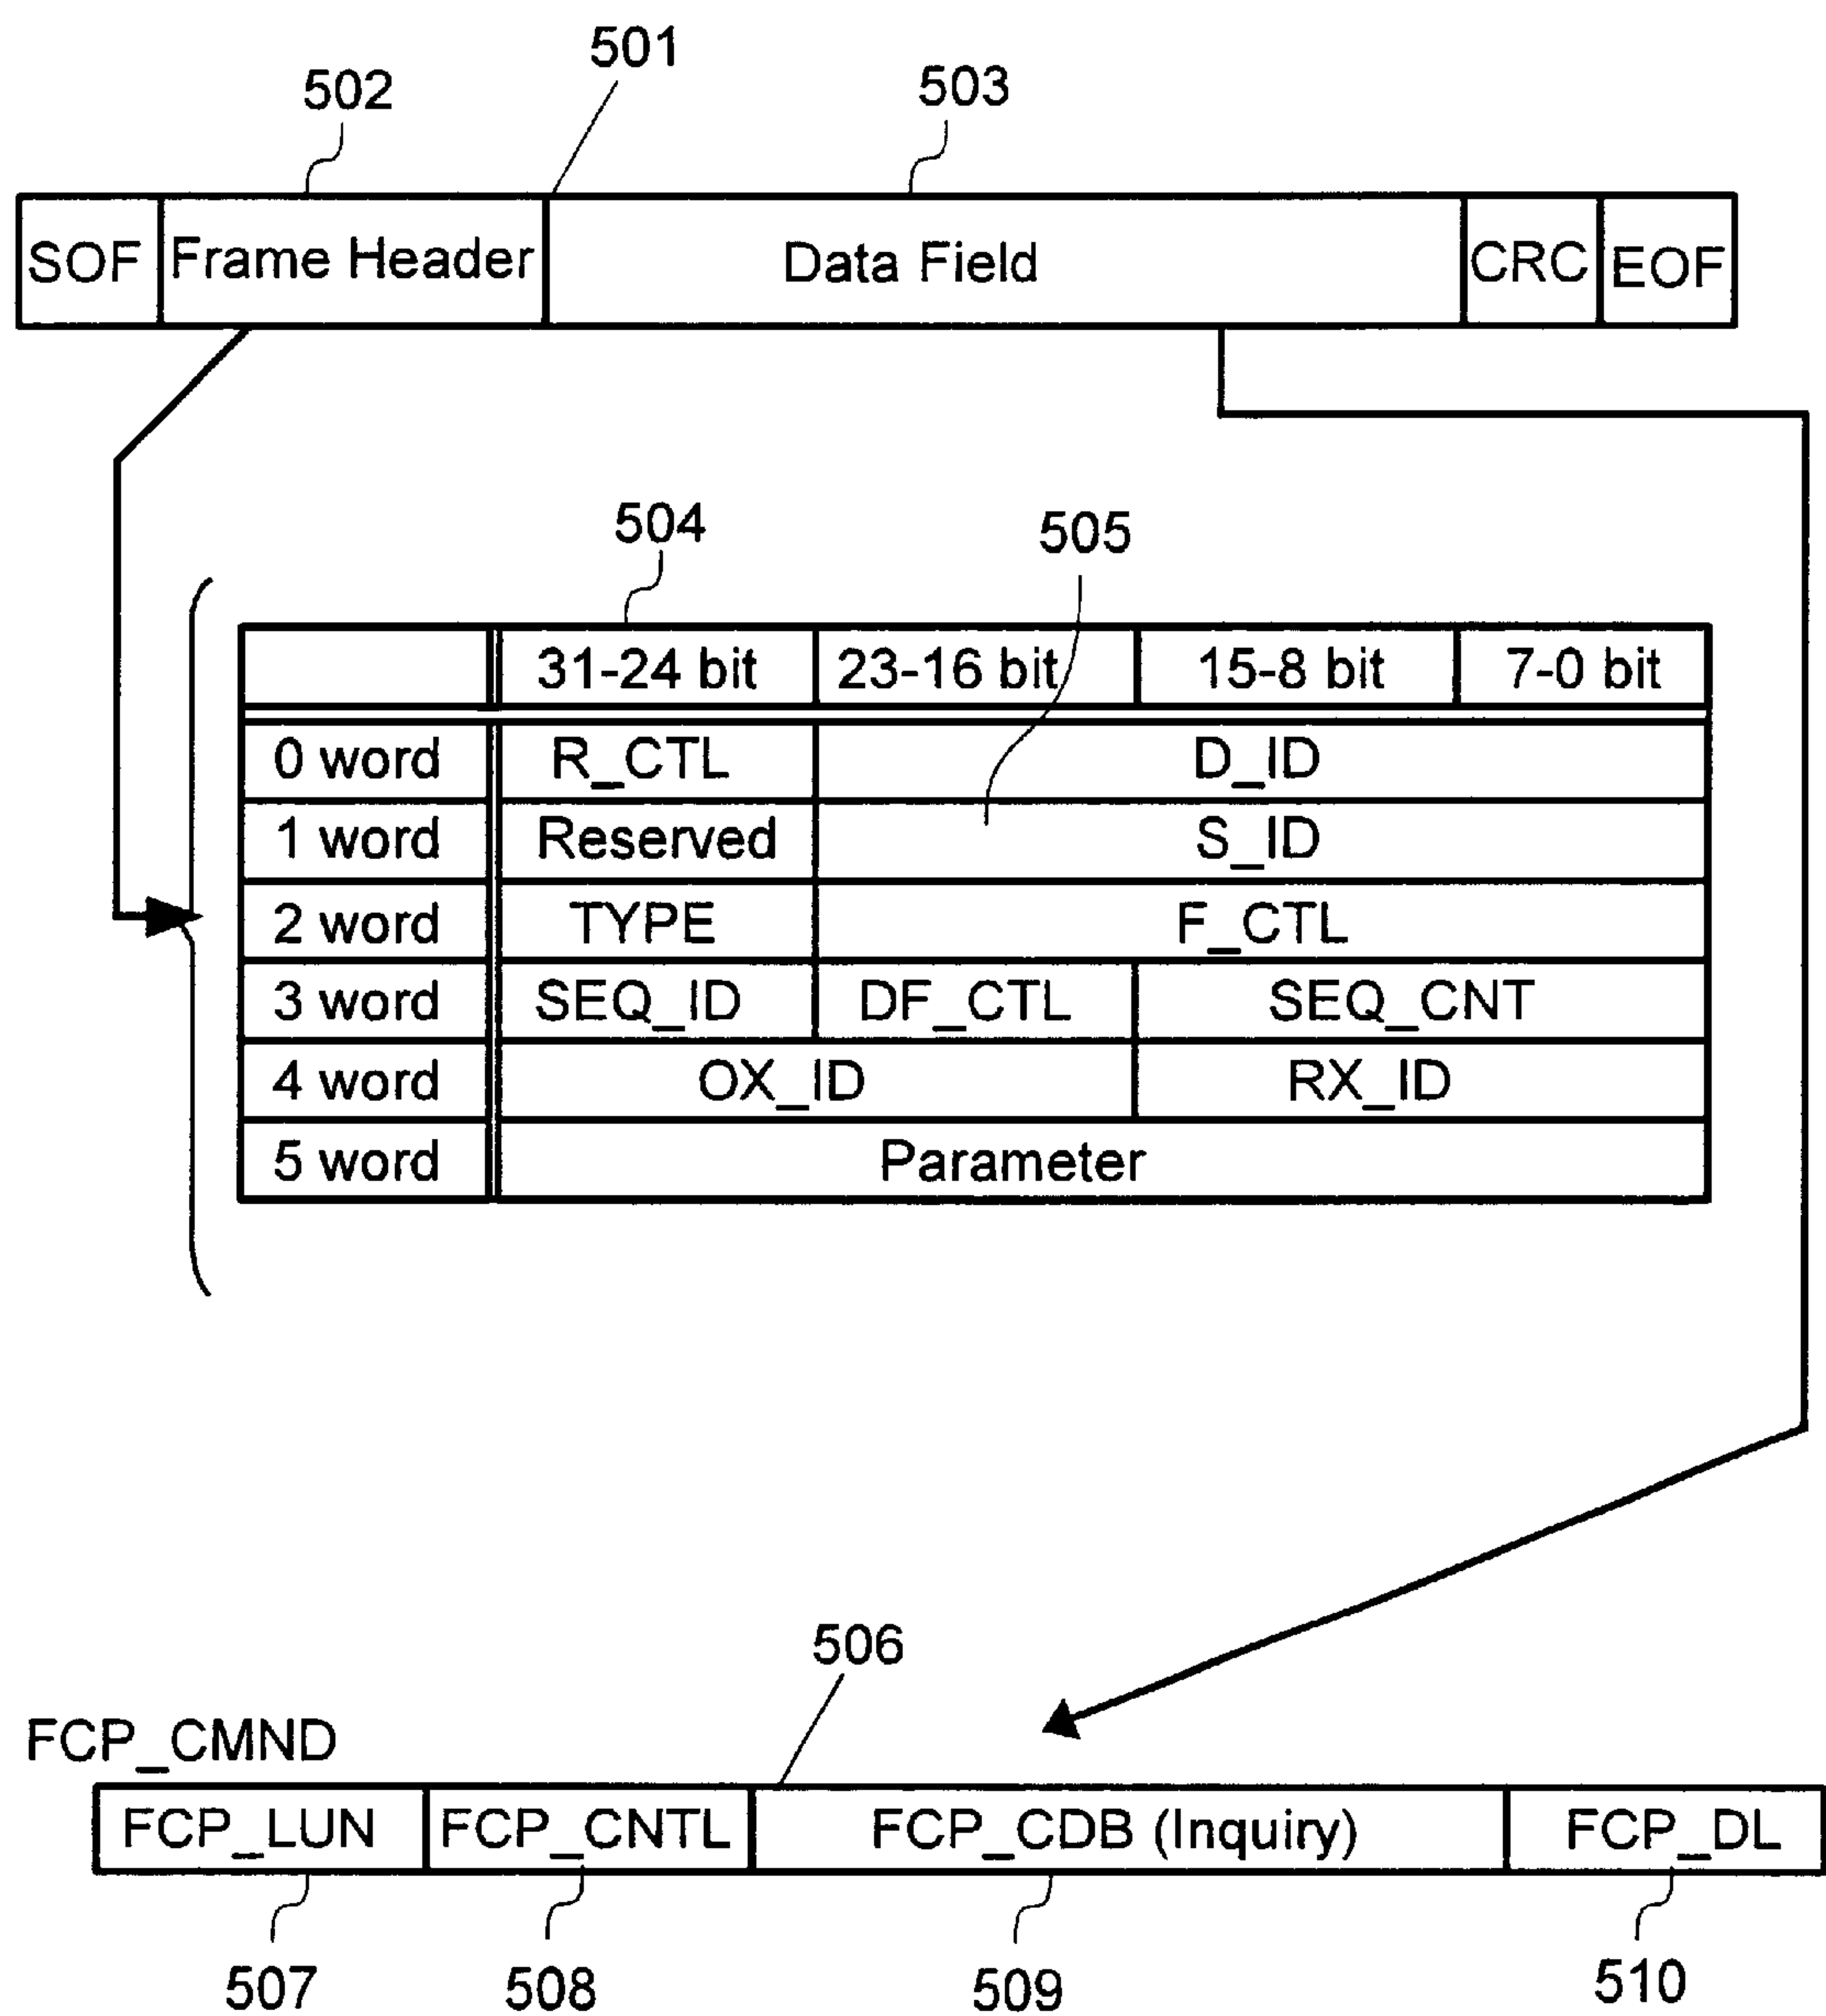 501
502
503
SOF Frame Header Data Field CRC EOF
504
505
31-24 bit 23-16 bit 15-8 bit 7-0 bit
0 word R_CTL D_ID
1 word Reserved S_ID
2 word TYPE F_CTL
3 word SEQ_ID DF_CTL SEQ_CNT
4 word OX_ID RX_ID
5 word Parameter
506
FCP_CMND
FCP_LUN FCP_CNTL FCP_CDB (Inquiry) FCP_DL
507 508 509 510